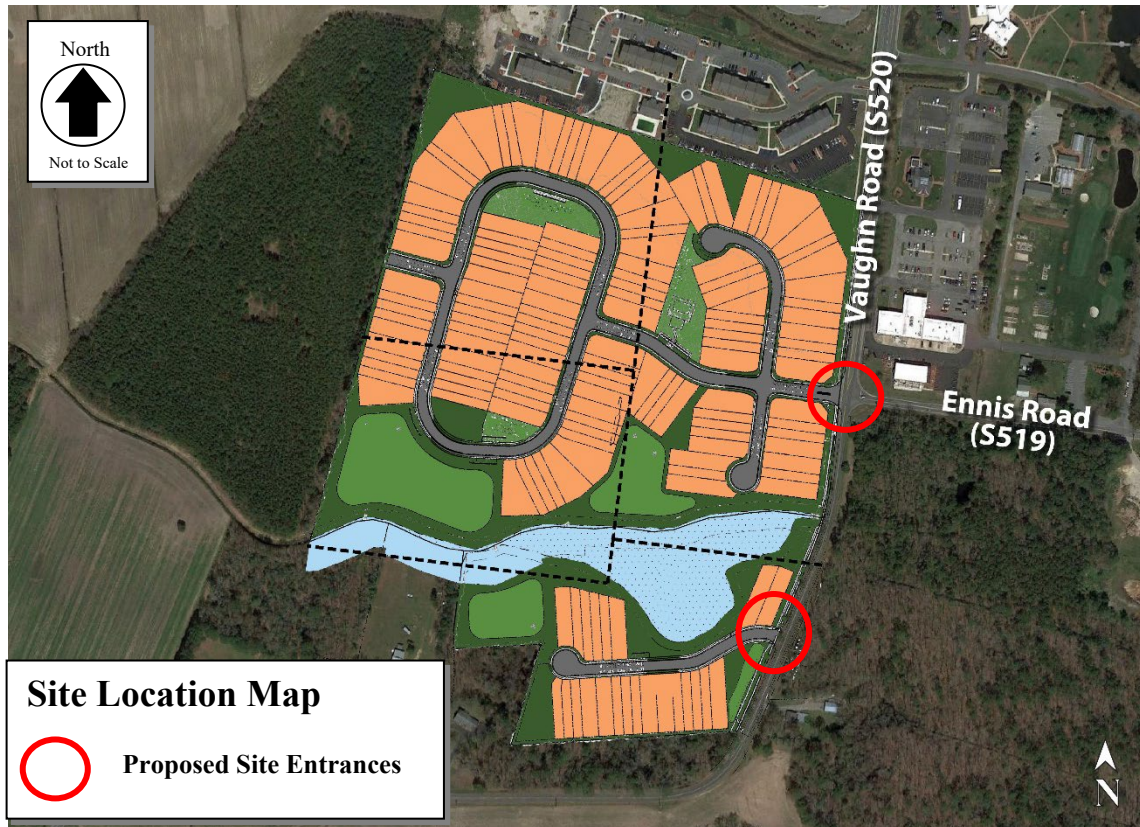 North
Not to Scale
Vaughn Road (S520)
Ennis Road
(S519)
Site Location Map
Proposed Site Entrances
N